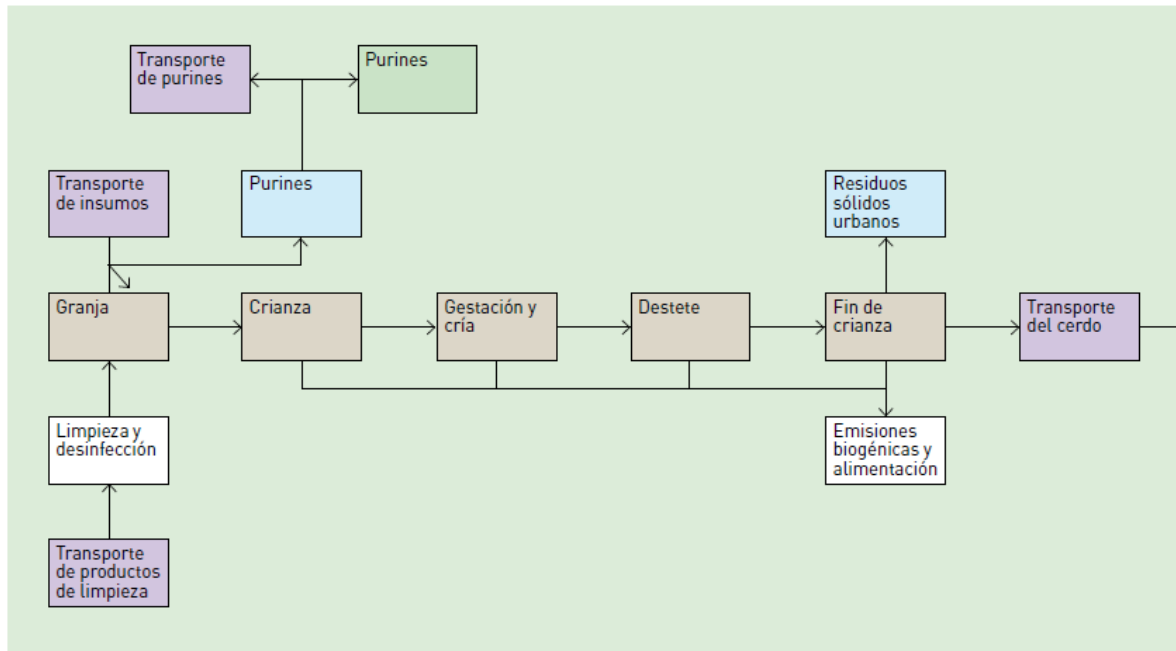 Transporte
de purines
Purines
Transporte
de insumos
Purines
Residuos
sólidos
urbanos
Granja
Crianza
Gestación y
cría
Destete
Fin de
crianza
Transporte
del cerdo
Limpieza y
desinfección
Emisiones
biogénicas y
alimentación
Transporte
de productos
de limpieza